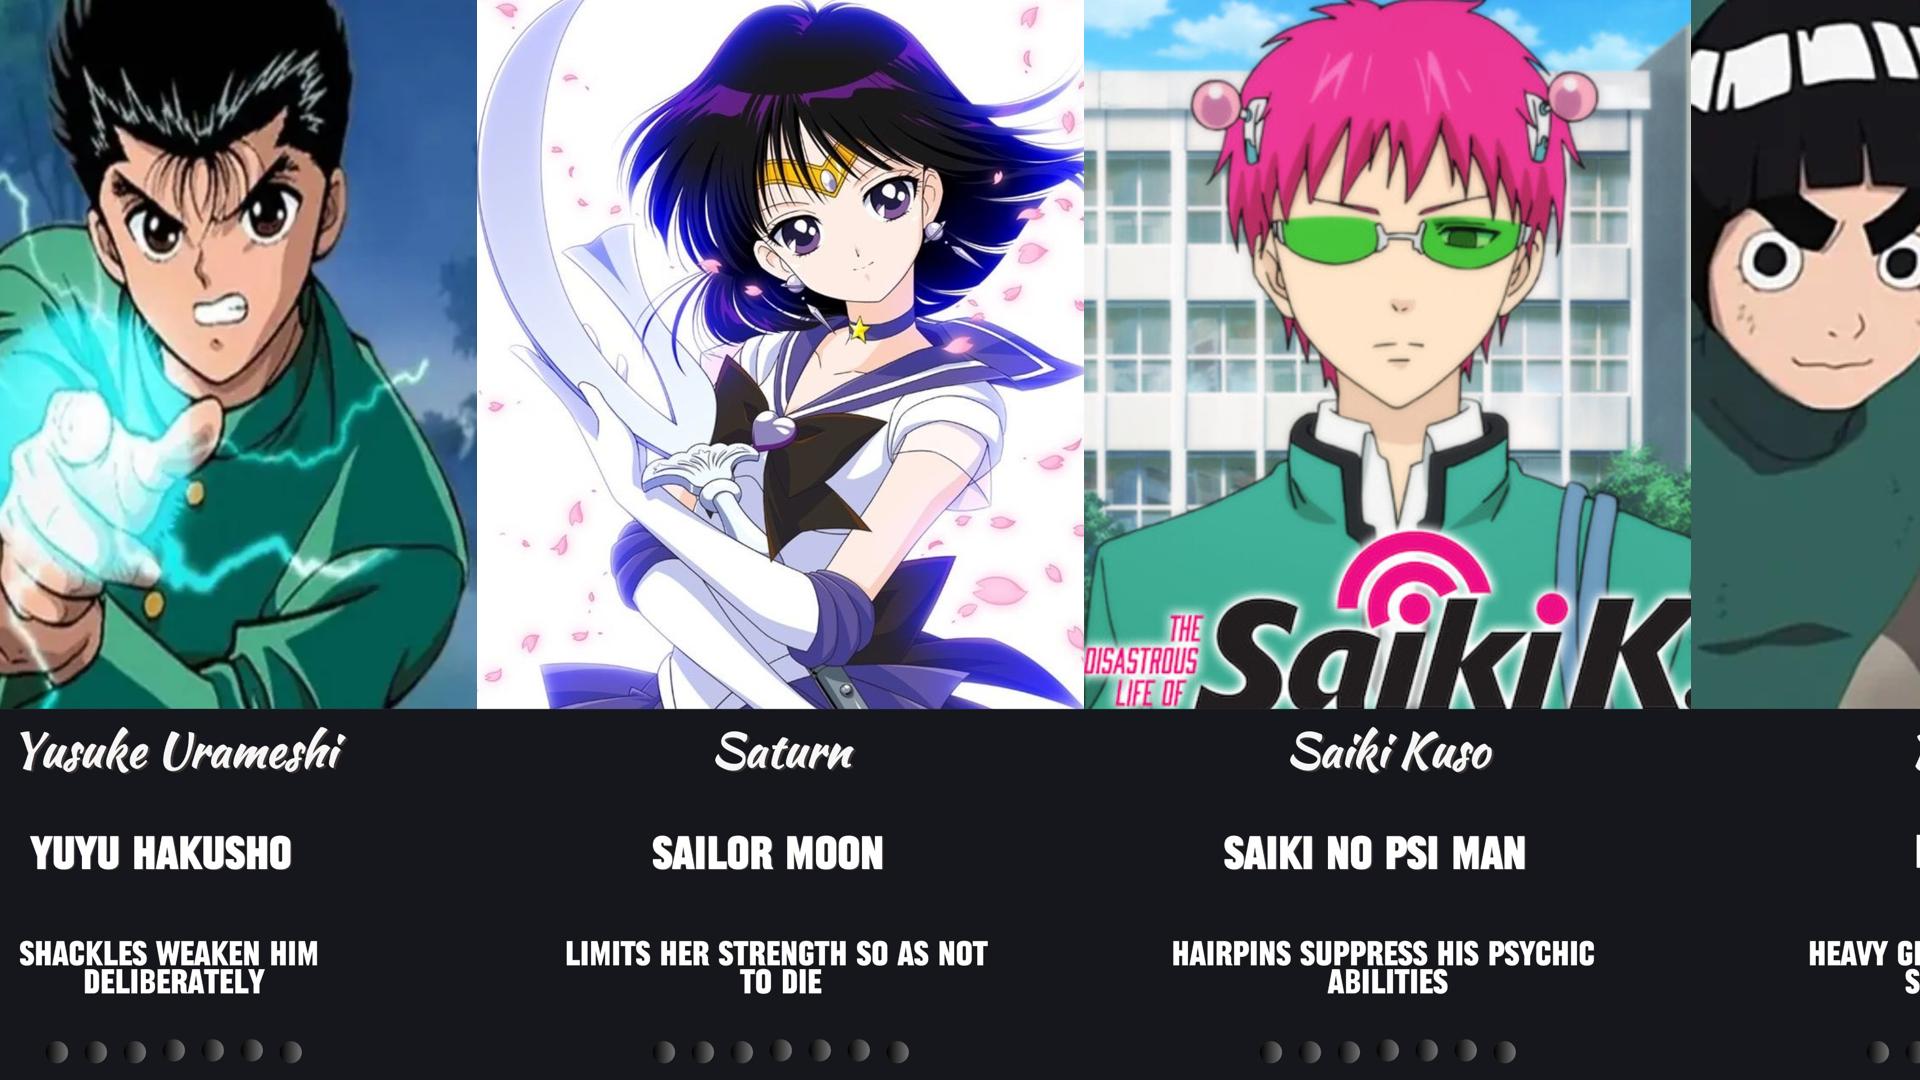 THE
DISASTROUS
LIFE OF
Saiki K.
Yusuke Urameshi
YUYU HAKUSHO
SHACKLES WEAKEN HIM
DELIBERATELY
Saturn
SAILOR MOON
LIMITS HER STRENGTH SO AS NOT
TO DIE
Saiki Kuso
SAIKI NO PSI MAN
HAIRPINS SUPPRESS HIS PSYCHIC
ABILITIES
HEAVY